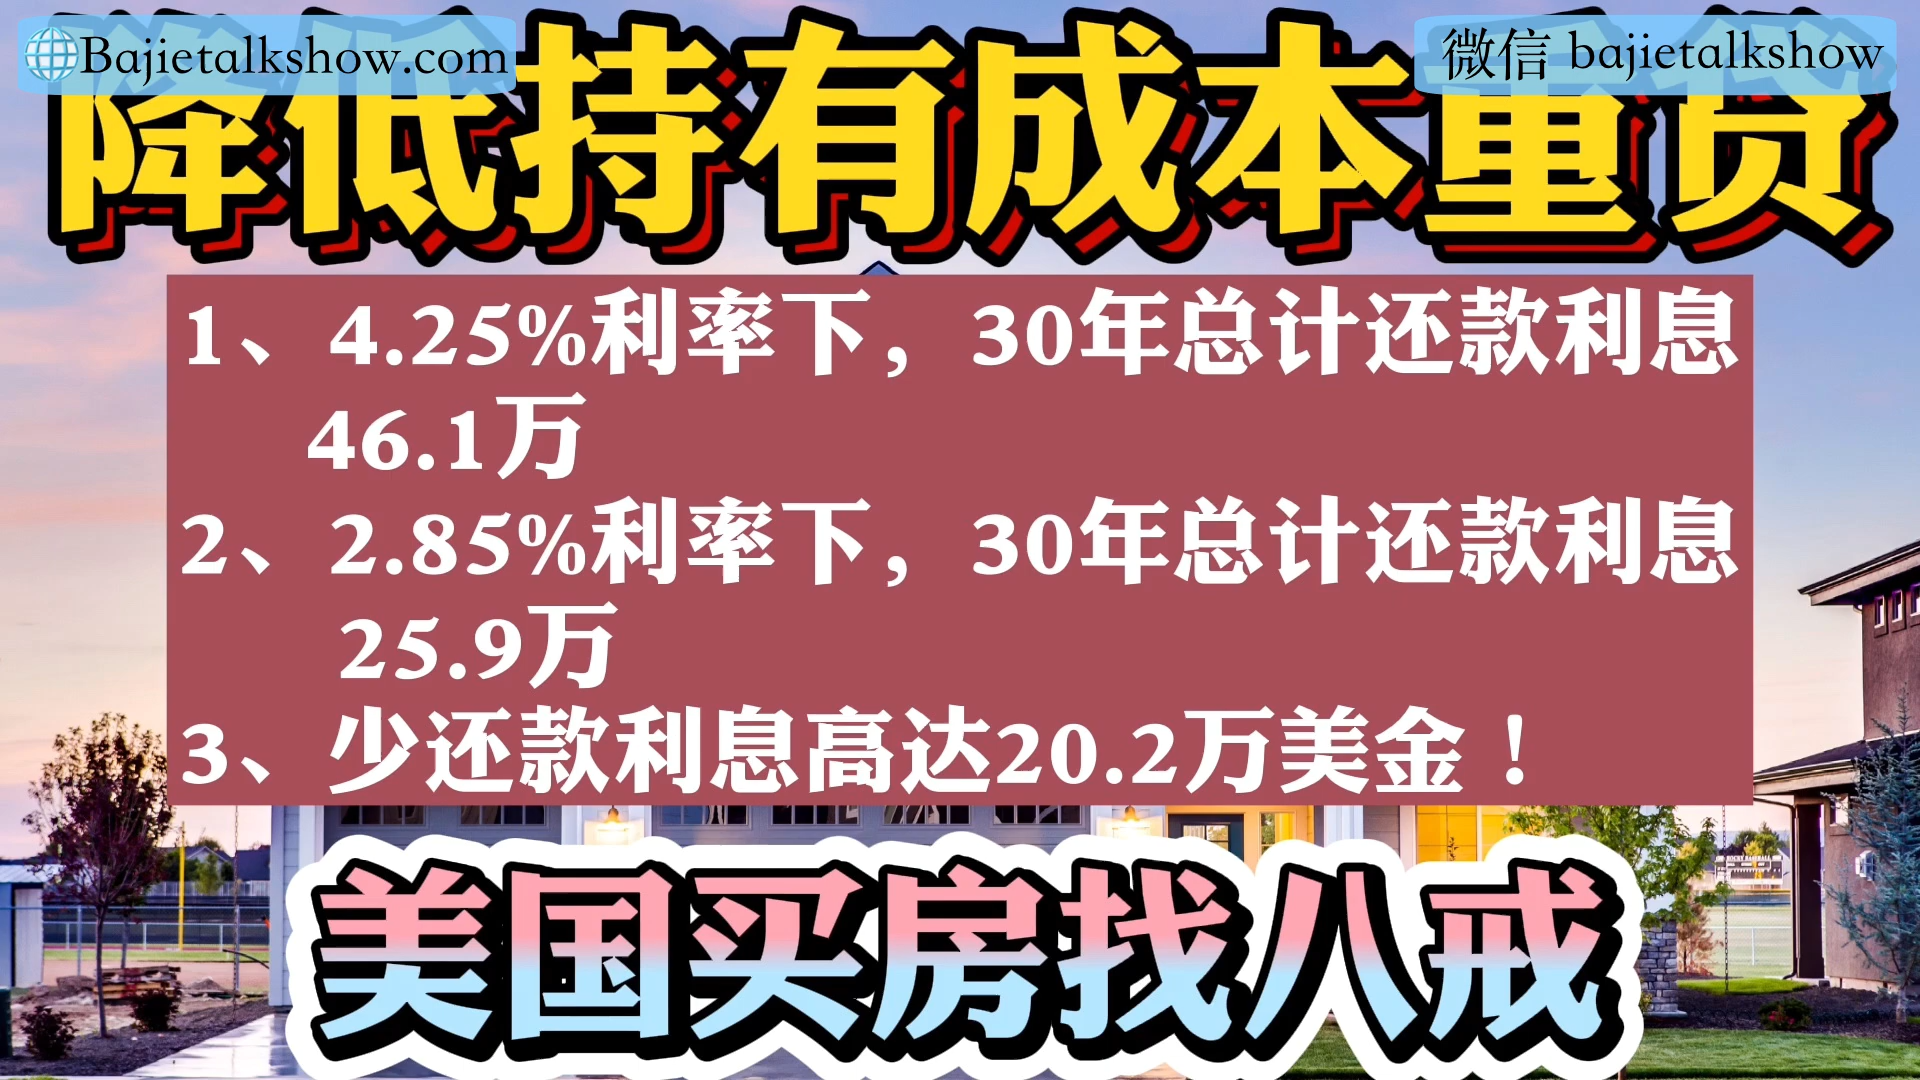 Bajietalkshow.com
微信 bajietalkshow
降低持有成本重贷
1、4.25%利率下，30年总计还款利息
46.1万
2、2.85%利率下，30年总计还款利息
25.9万
3、少还款利息高达20.2万美金！
美国买房找八戒